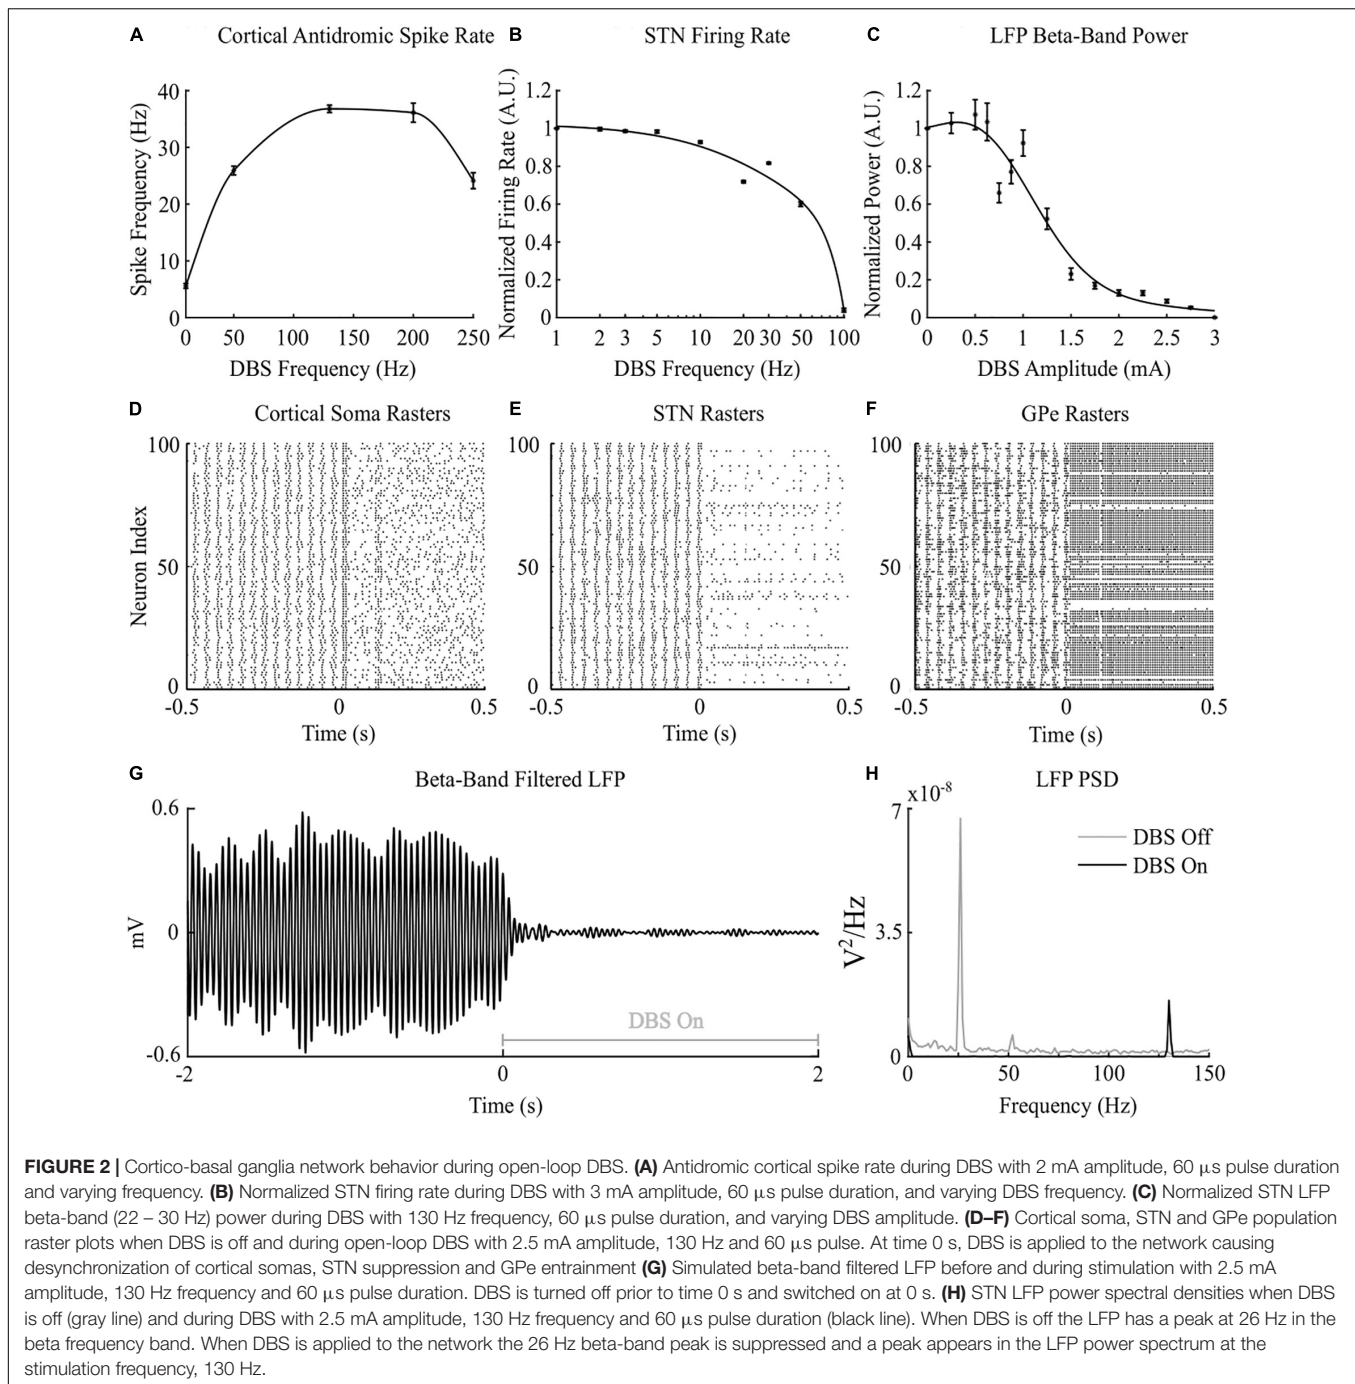 A Cortical Antidromic Spike Rate
Spike Frequency (Hz)
40
30
20
10
0
0 50 100 150 200 250
DBS Frequency (Hz)
B STN Firing Rate
Normalized Firing Rate (A.U.)
1.2
1
0.8
0.6
0.4
0.2
0
1 2 3 5 10 20 30 50 100
DBS Frequency (Hz)
C LFP Beta-Band Power
Normalized Power (A.U.)
1.2
1
0.8
0.6
0.4
0.2
0
0 0.5 1 1.5 2 2.5 3
DBS Amplitude (mA)
D Cortical Soma Rasters
Neuron Index
100
50
0
-0.5 0 0.5
Time (s)
E STN Rasters
100
50
0
-0.5 0 0.5
Time (s)
F GPe Rasters
100
50
0
-0.5 0 0.5
Time (s)
G Beta-Band Filtered LFP
mV
0.6
0
-0.6
DBS On
-2 0 2
Time (s)
H LFP PSD
x10-8
V2/Hz
7
3.5
0
DBS Off
DBS On
0 50 100 150
Frequency (Hz)
FIGURE 2 | Cortico-basal ganglia network behavior during open-loop DBS. (A) Antidromic cortical spike rate during DBS with 2 mA amplitude, 60 μs pulse duration
and varying frequency. (B) Normalized STN firing rate during DBS with 3 mA amplitude, 60 μs pulse duration, and varying DBS frequency. (C) Normalized STN LFP
beta-band (22 – 30 Hz) power during DBS with 130 Hz frequency, 60 μs pulse duration, and varying DBS amplitude. (D–F) Cortical soma, STN and GPe population
raster plots when DBS is off and during open-loop DBS with 2.5 mA amplitude, 130 Hz and 60 μs pulse. At time 0 s, DBS is applied to the network causing
desynchronization of cortical somas, STN suppression and GPe entrainment (G) Simulated beta-band filtered LFP before and during stimulation with 2.5 mA
amplitude, 130 Hz frequency and 60 μs pulse duration. DBS is turned off prior to time 0 s and switched on at 0 s. (H) STN LFP power spectral densities when DBS
is off (gray line) and during DBS with 2.5 mA amplitude, 130 Hz frequency and 60 μs pulse duration (black line). When DBS is off the LFP has a peak at 26 Hz in the
beta frequency band. When DBS is applied to the network the 26 Hz beta-band peak is suppressed and a peak appears in the LFP power spectrum at the
stimulation frequency, 130 Hz.